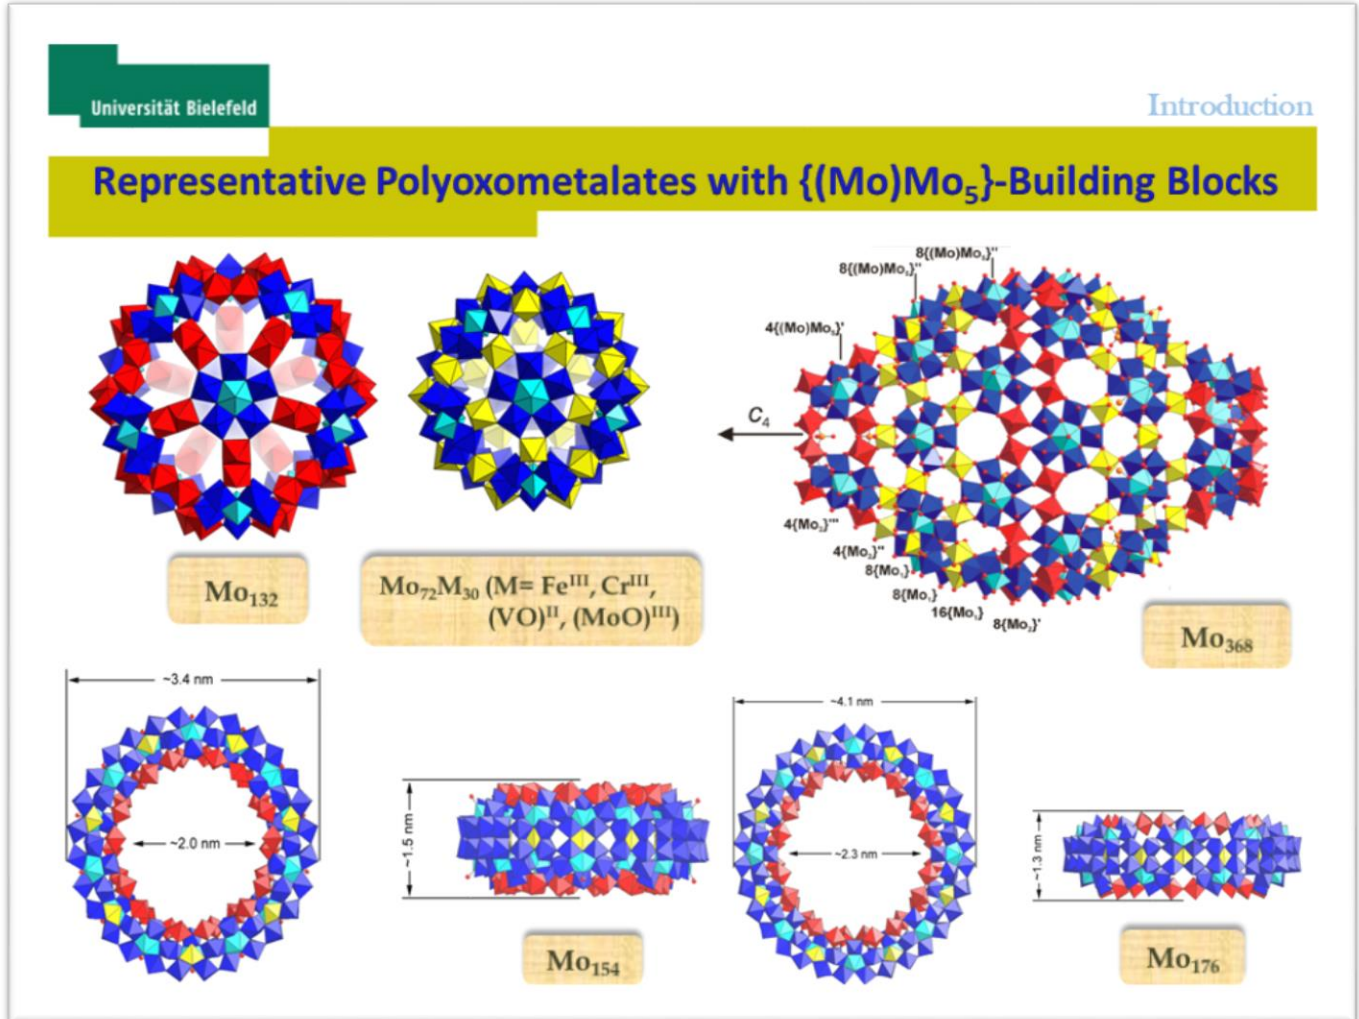 Universität Bielefeld
Introduction
Representative Polyoxometalates with {(Mo)Mo₅}-Building Blocks
8{(Mo)Mo₅}''
8{(Mo)Mo₅}''
4{(Mo)Mo₅}'
C₄
4{Mo₂}'''
4{Mo₂}''
8{Mo₁}
8{Mo₁}
16{Mo₁}
8{Mo₂}'
Mo₁₃₂
Mo₇₂M₃₀ (M= Feᴵᴵᴵ, Crᴵᴵᴵ,
(VO)ᴵᴵ, (MoO)ᴵᴵᴵ)
Mo₃₆₈
~3.4 nm
~2.0 nm
~1.5 nm
Mo₁₅₄
~4.1 nm
~2.3 nm
~1.3 nm
Mo₁₇₆